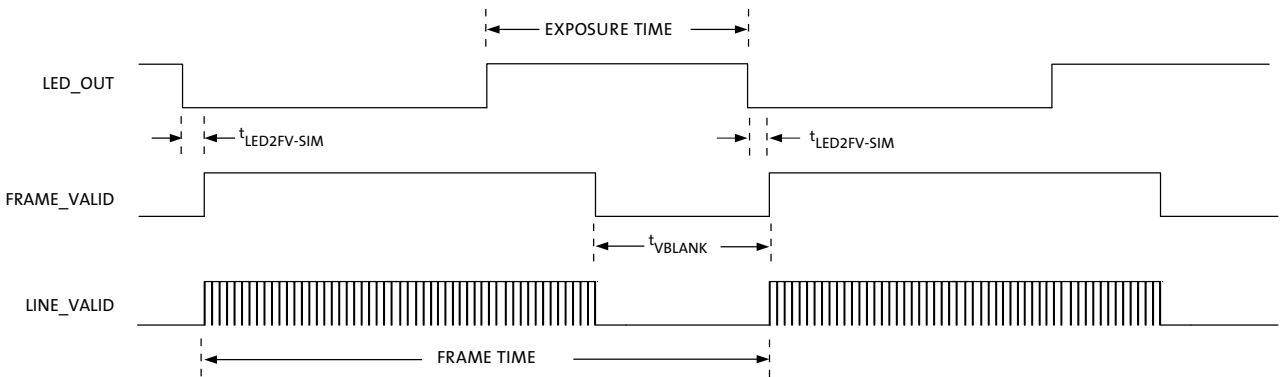 EXPOSURE TIME
LED_OUT
tLED2FV-SIM
tLED2FV-SIM
FRAME_VALID
tVBLANK
LINE_VALID
FRAME TIME